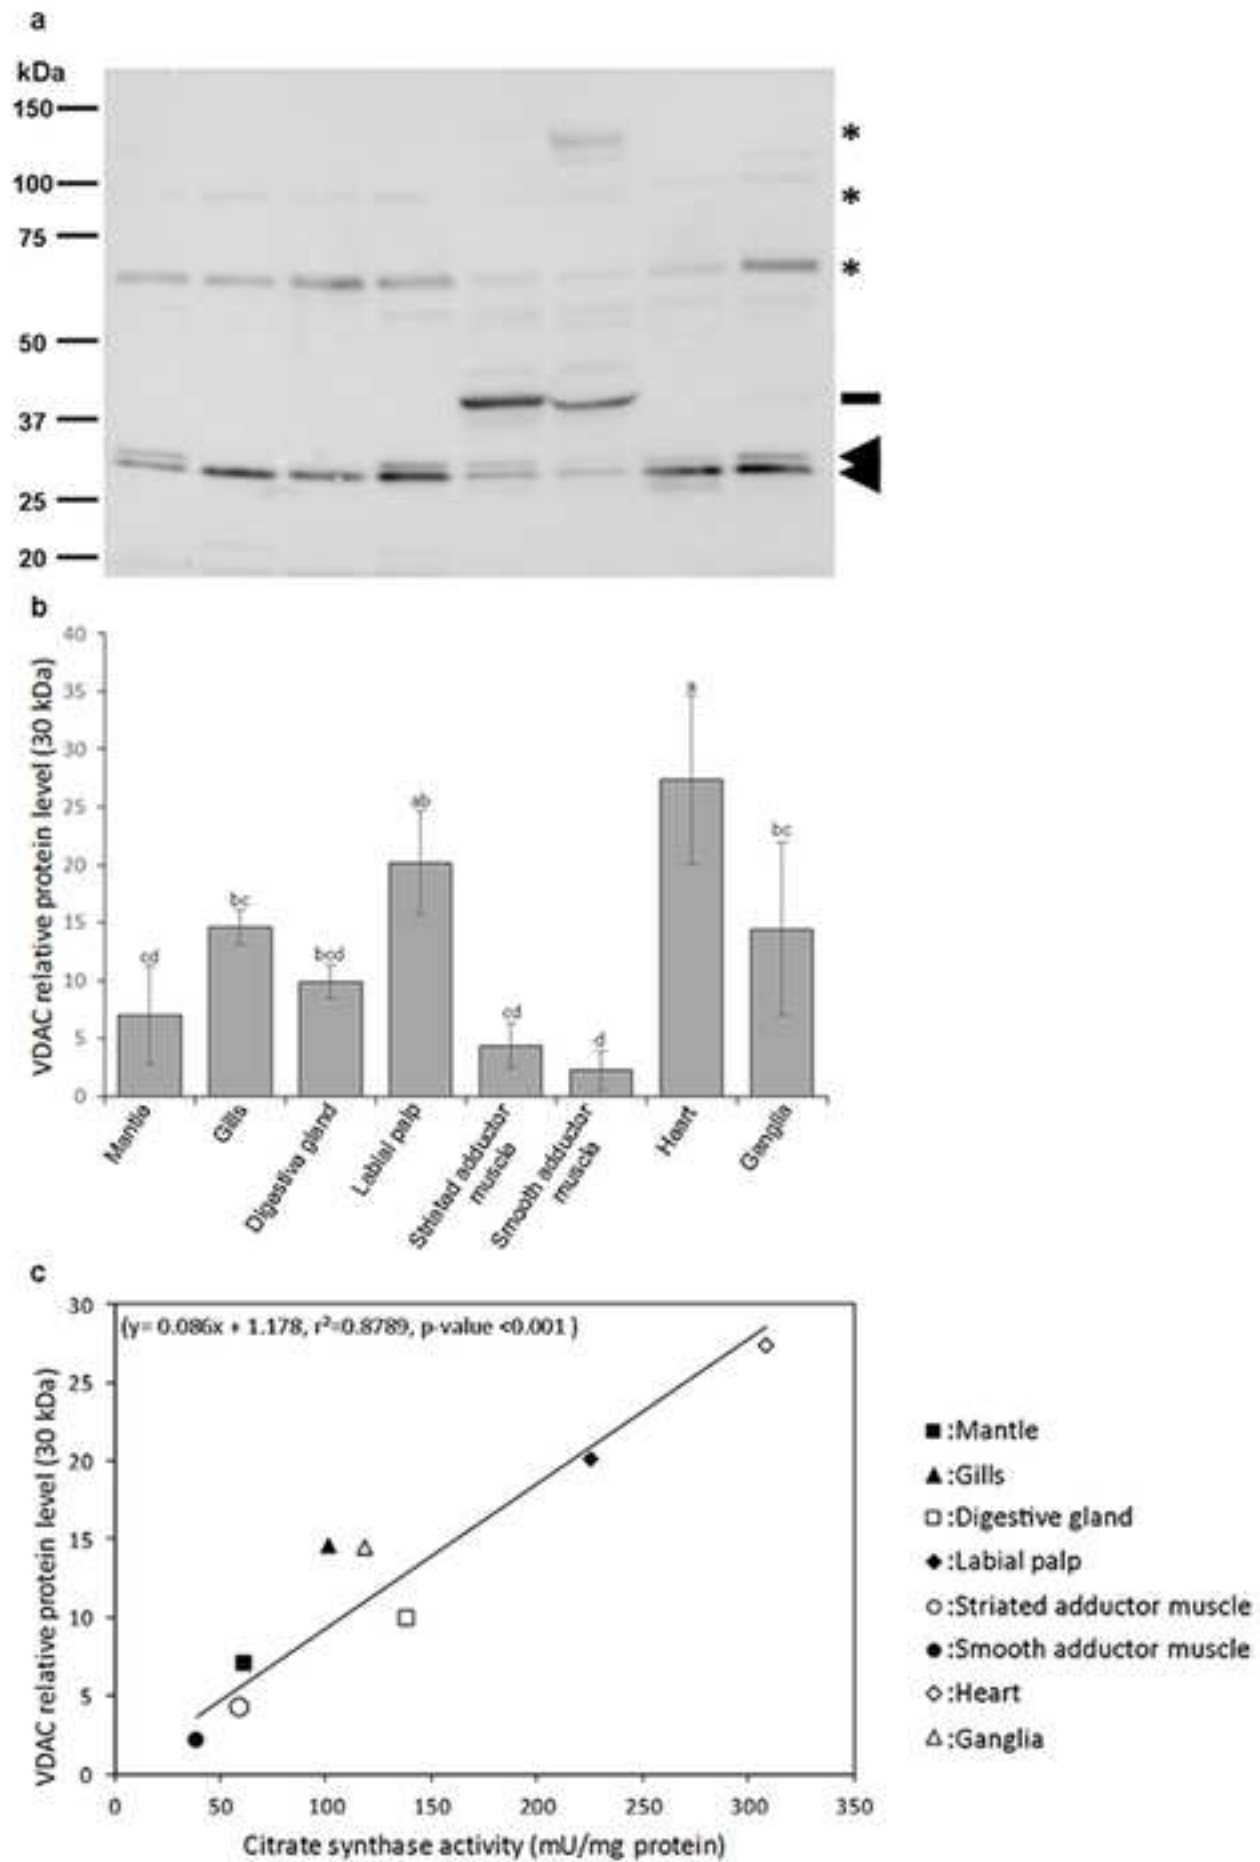 a
kDa
150
100
75
50
37
25
20
*
*
*
b
VDAC relative protein level (30 kDa)
40
35
30
25
20
15
10
5
0
cd
bc
bcd
ab
cd
d
a
bc
Mantle
Gills
Digestive gland
Labial palp
Striated adductor
muscle
Smooth adductor
muscle
Heart
Ganglia
c
VDAC relative protein level (30 kDa)
30
25
20
15
10
5
0
(y= 0.086x + 1.178, r²=0.8789, p-value <0.001 )
0 50 100 150 200 250 300 350
Citrate synthase activity (mU/mg protein)
:Mantle
:Gills
:Digestive gland
:Labial palp
:Striated adductor muscle
:Smooth adductor muscle
:Heart
:Ganglia